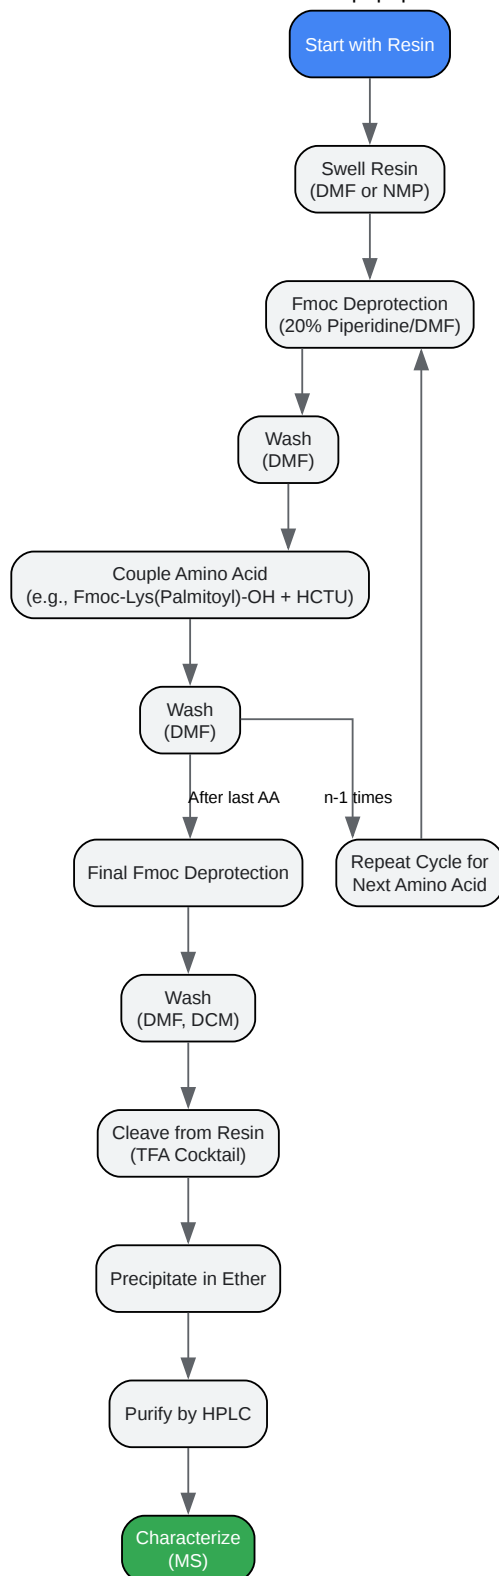 Start with Resin
Swell Resin
(DMF or NMP)
Fmoc Deprotection
(20% Piperidine/DMF)
Wash
(DMF)
Couple Amino Acid
(e.g., Fmoc-Lys(Palmitoyl)-OH + HCTU)
Wash
(DMF)
After last AA
n-1 times
Final Fmoc Deprotection
Repeat Cycle for
Next Amino Acid
Wash
(DMF, DCM)
Cleave from Resin
(TFA Cocktail)
Precipitate in Ether
Purify by HPLC
Characterize
(MS)